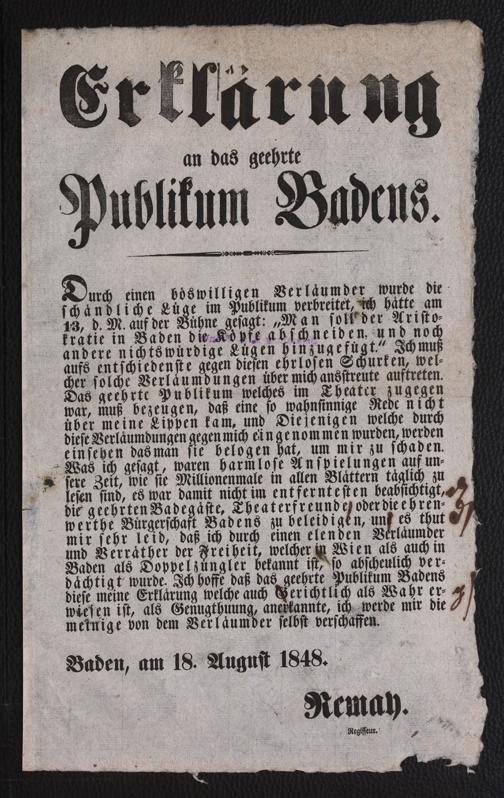 Erklärung
an das geehrte
Publikum Badens.
Durch einen böswilligen Verläumder wurde die
schändliche Lüge im Publikum verbreitet, ich hätte am
13, d. M. auf der Bühne gesagt: „Man soll der Aristo-
kratie in Baden die Köpfe abschneiden, und noch
andere nichtswürdige Lügen hinzugefügt." Ich muß
aufs entschiedenste gegen diesen ehrlosen Schurken, wel-
cher solche Verläumdungen über mich ausstreute auftreten.
Das geehrte Publikum welches im Theater zugegen
war, muß bezeugen, daß eine so wahnsinnige Rede nicht
über meine Lippen kam, und Diejenigen welche durch
diese Verläumdungen gegen mich eingenommen wurden, werden
einsehen das man sie belogen hat, um mir zu schaden.
Was ich gesagt, waren harmlose Anspielungen auf un-
sere Zeit, wie sie Millionenmale in allen Blättern täglich zu
lesen sind, es war damit nicht im entferntesten beabsichtigt,
die geehrten Badegäste, Theaterfreunde, oder die ehren-
werthe Bürgerschaft Badens zu beleidigen, und es thut
mir sehr leid, daß ich durch einen elenden Verläumder
und Verräther der Freiheit, welcher in Wien als auch in
Baden als Doppelzüngler bekannt ist, so abscheulich ver-
dächtigt wurde. Ich hoffe daß das geehrte Publikum Badens
diese meine Erklärung welche auch Gerichtlich als Wahr er-
wiesen ist, als Genugthuung, anerkannte, ich werde mir die
meinige von dem Verläumder selbst verschaffen.
Baden, am 18. August 1848.
Remay.
Regisseur.